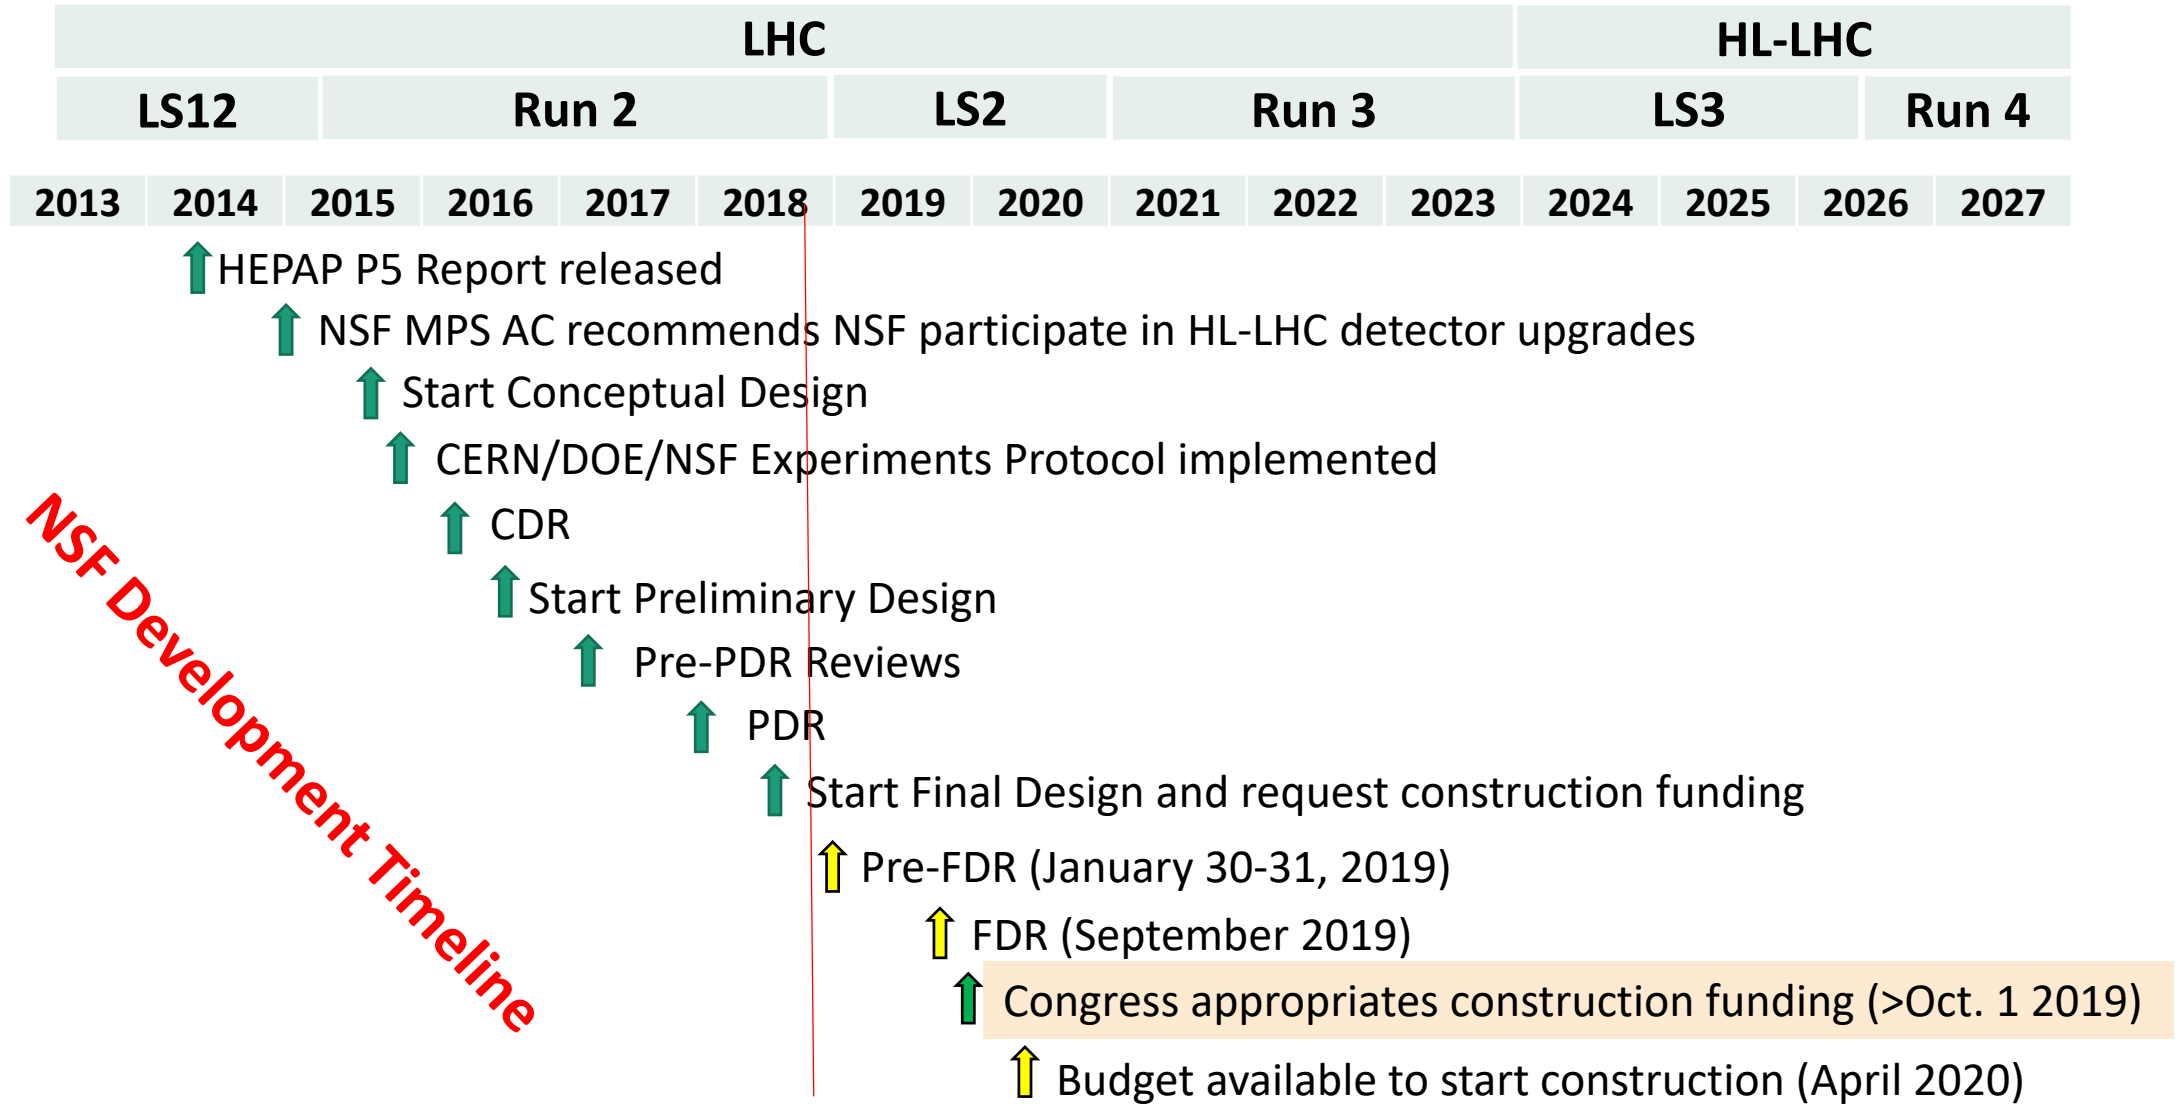 LHC HL-LHC
LS12 Run 2 LS2 Run 3 LS3 Run 4
2013 2014 2015 2016 2017 2018 2019 2020 2021 2022 2023 2024 2025 2026 2027
HEPAP P5 Report released
NSF MPS AC recommends NSF participate in HL-LHC detector upgrades
Start Conceptual Design
CERN/DOE/NSF Experiments Protocol implemented
CDR
Start Preliminary Design
Pre-PDR Reviews
PDR
Start Final Design and request construction funding
Pre-FDR (January 30-31, 2019)
FDR (September 2019)
Congress appropriates construction funding (>Oct. 1 2019)
Budget available to start construction (April 2020)
NSF Development Timeline